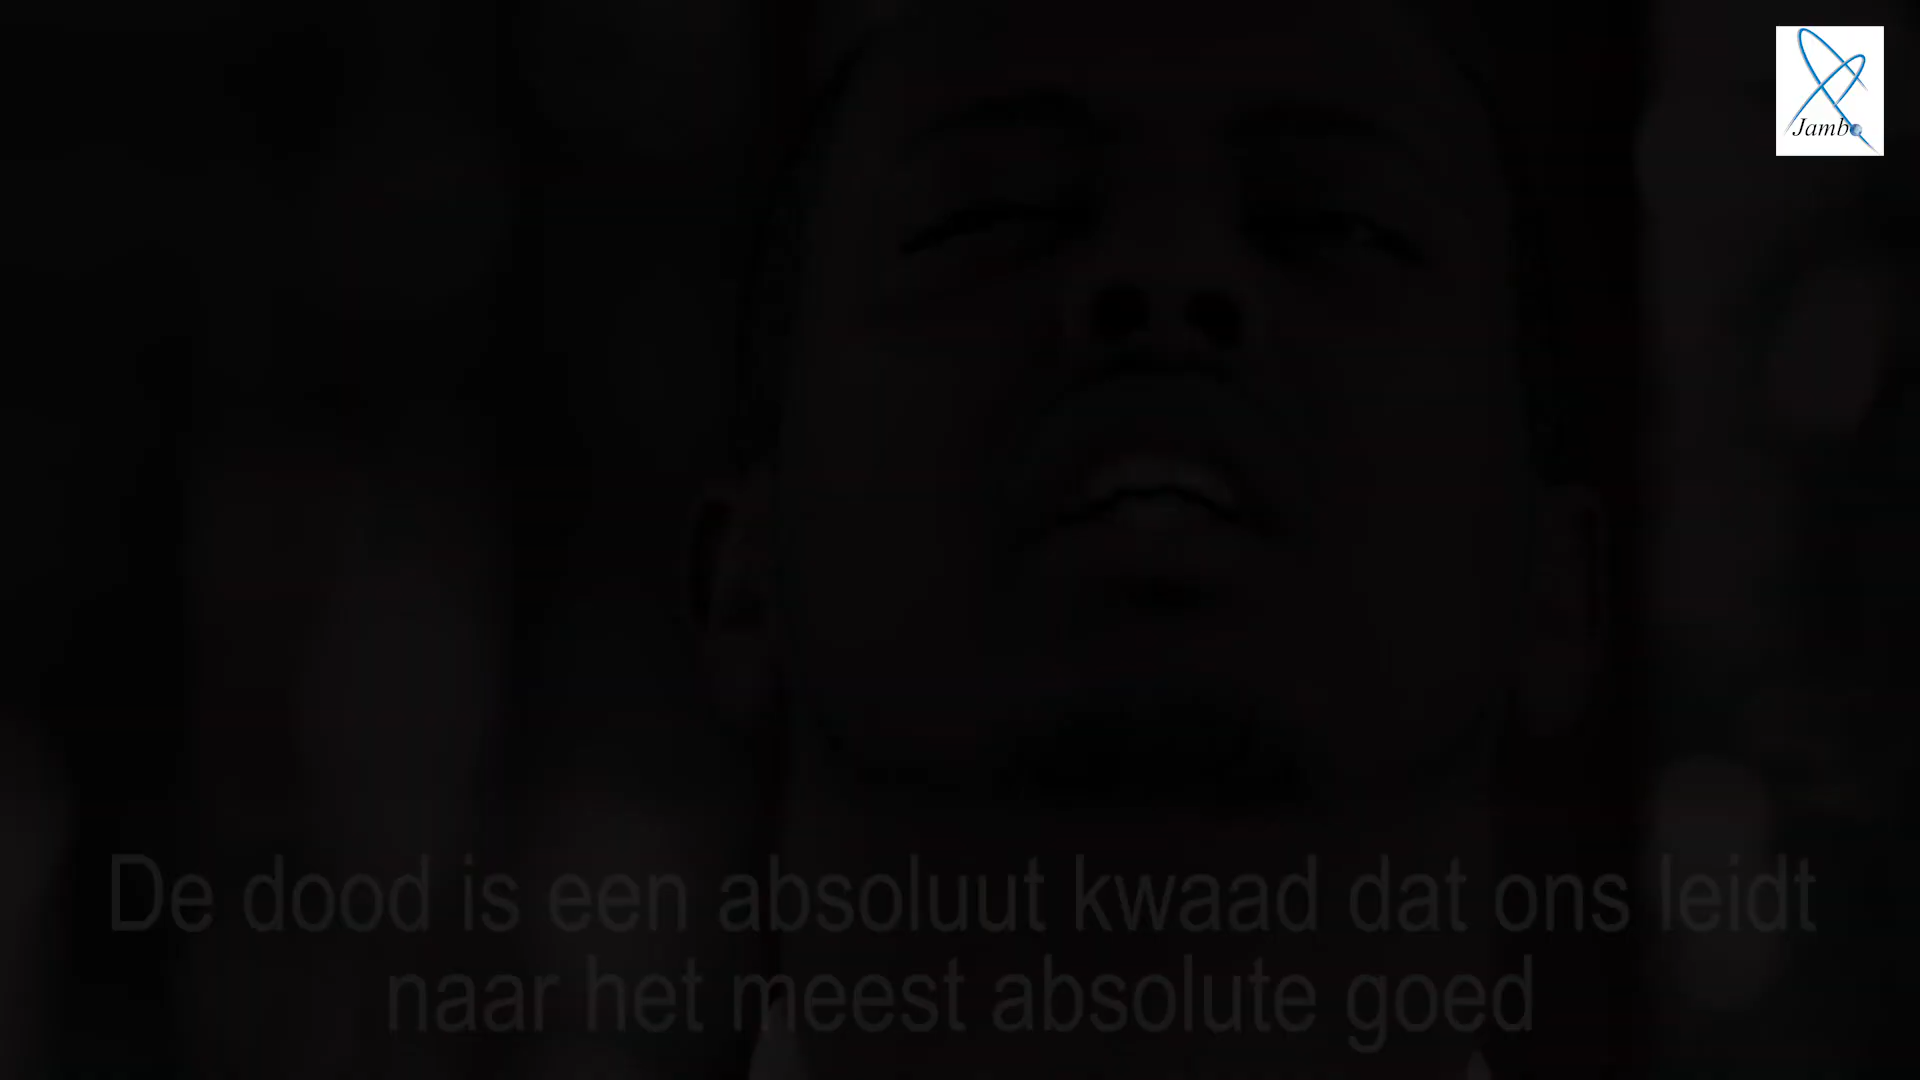 Jambo
De dood is een absoluut kwaad dat ons leidt
naar het meest absolute goed